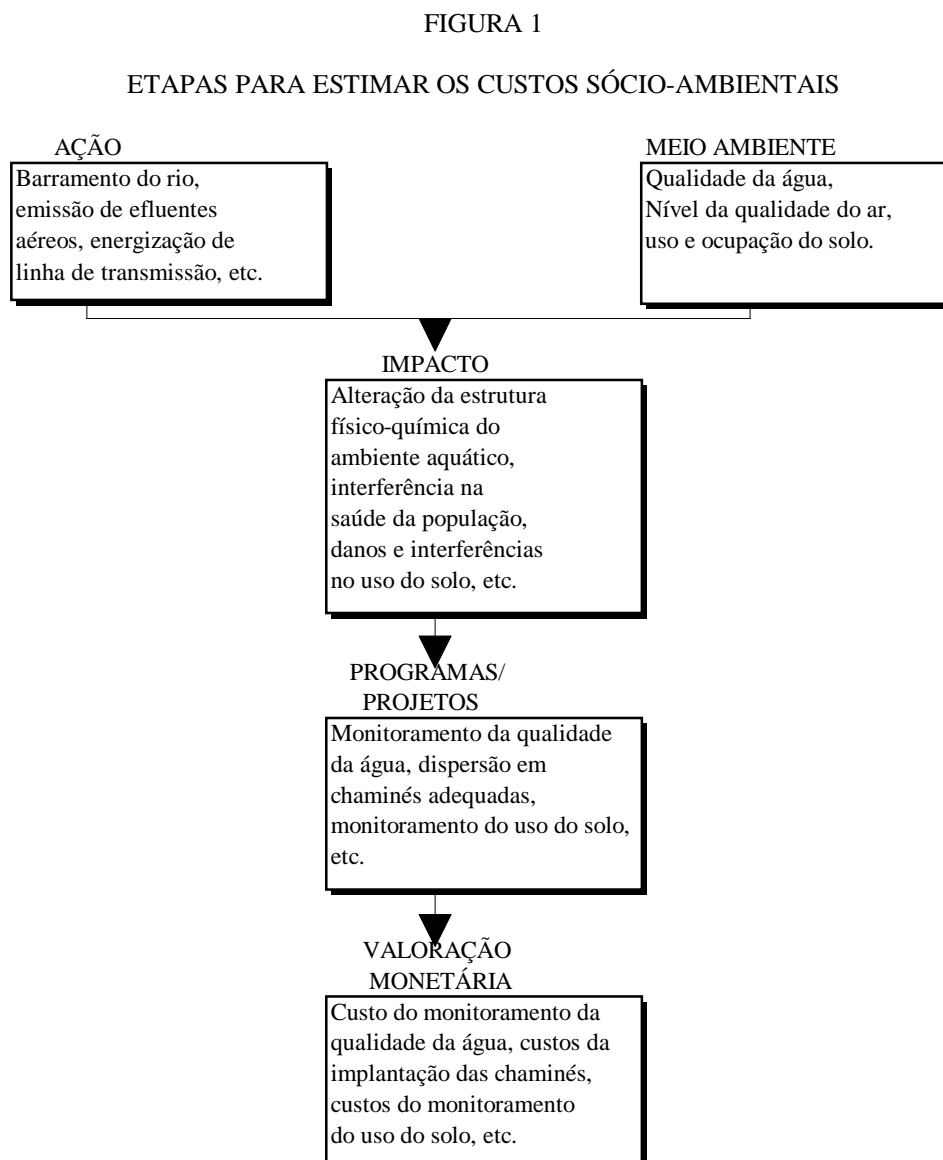 FIGURA 1
ETAPAS PARA ESTIMAR OS CUSTOS SÓCIO-AMBIENTAIS
AÇÃO
Barramento do rio,
emissão de efluentes
aéreos, energização de
linha de transmissão, etc.
MEIO AMBIENTE
Qualidade da água,
Nível da qualidade do ar,
uso e ocupação do solo.
IMPACTO
Alteração da estrutura
físico-química do
ambiente aquático,
interferência na
saúde da população,
danos e interferências
no uso do solo, etc.
PROGRAMAS/
PROJETOS
Monitoramento da qualidade
da água, dispersão em
chaminés adequadas,
monitoramento do uso do solo,
etc.
VALORAÇÃO
MONETÁRIA
Custo do monitoramento da
qualidade da água, custos da
implantação das chaminés,
custos do monitoramento
do uso do solo, etc.